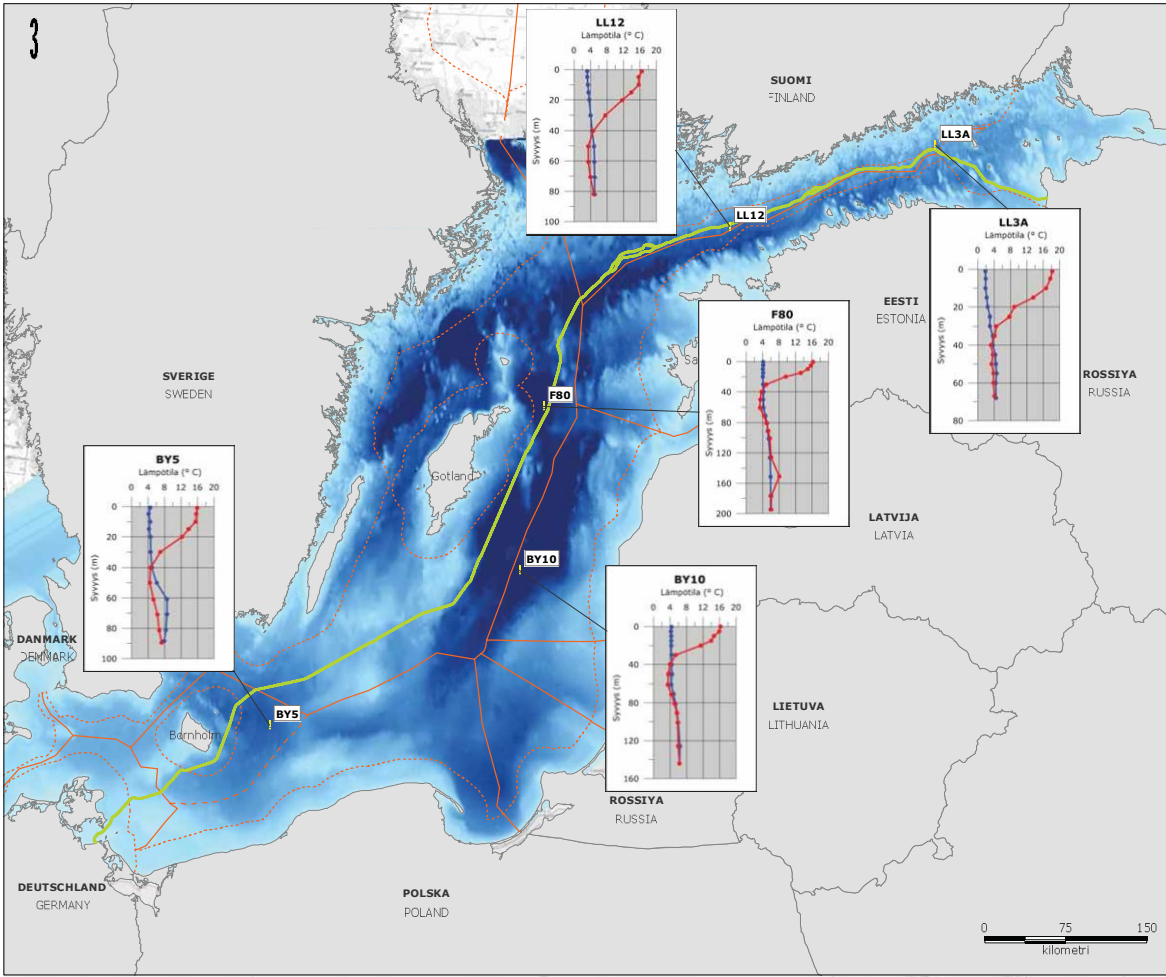 3
LL12
Lämpötila (° C)
0 4 8 12 16 20
0
20
40
60
80
100
Syvyys (m)
SUOMI
FINLAND
LL3A
LL12
LL3A
Lämpötila (° C)
0 4 8 12 16 20
0
20
40
60
80
Syvyys (m)
EESTI
ESTONIA
ROSSIYA
RUSSIA
F80
Lämpötila (° C)
0 4 8 12 16 20
0
40
80
120
160
200
Syvyys (m)
Sa
SVERIGE
SWEDEN
F80
Gotland
BY5
Lämpötila (° C)
0 4 8 12 16 20
0
20
40
60
80
100
Syvyys (m)
LATVIJA
LATVIA
BY10
BY10
Lämpötila (° C)
0 4 8 12 16 20
0
40
80
120
160
Syvyys (m)
DANMARK
DENMARK
BY5
Bornholm
LIETUVA
LITHUANIA
ROSSIYA
RUSSIA
DEUTSCHLAND
GERMANY
POLSKA
POLAND
0 75 150
kilometri